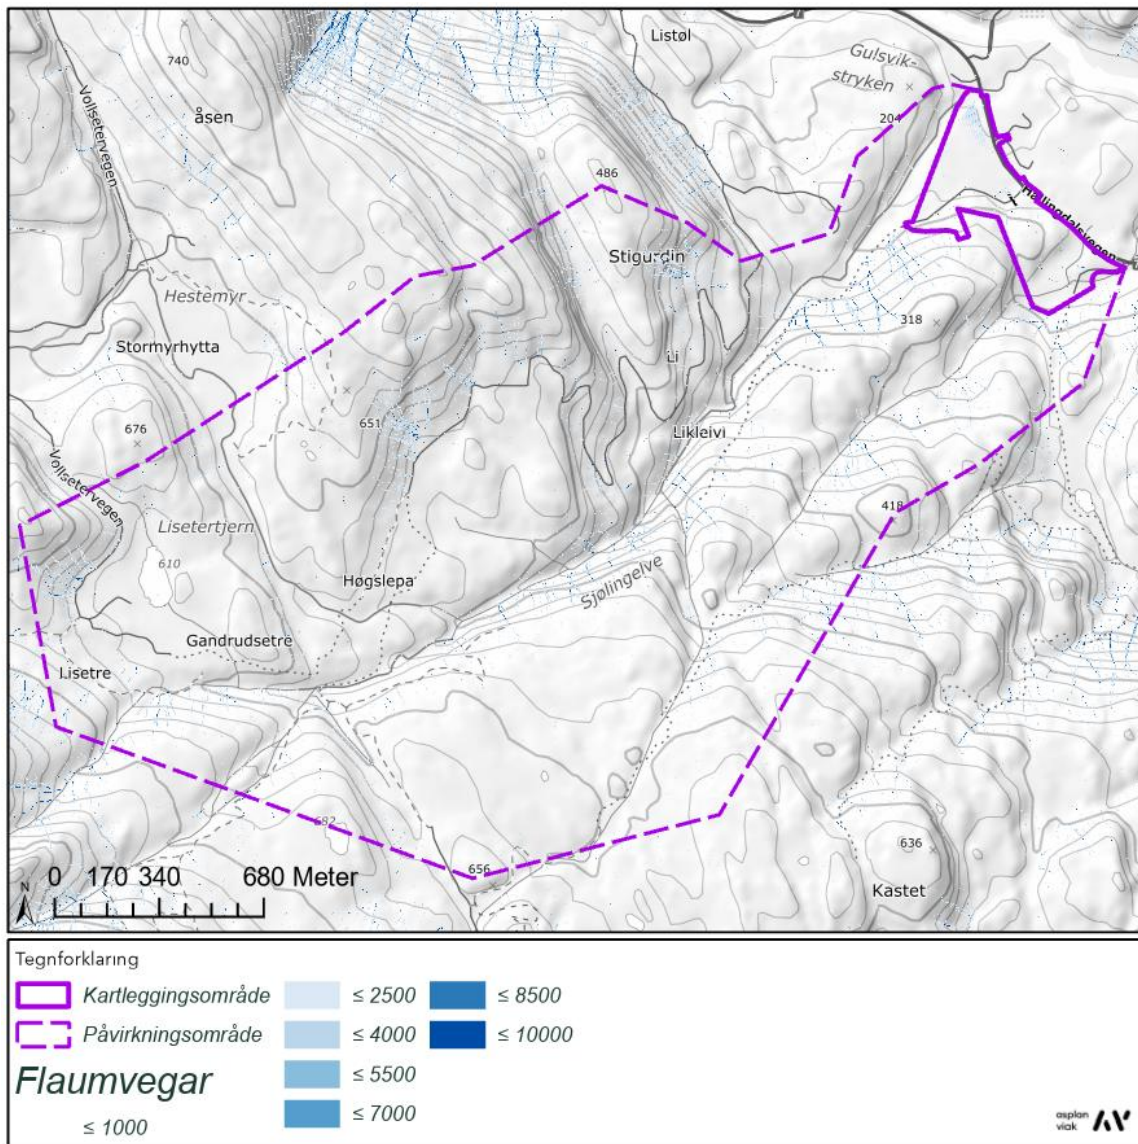 Listøl
Gulsvik-
stryken
740
Vollsetervegen
åsen
204
486
Hallingdalsvegen
Stigurdin
Hestemyr
318
Stormyrhytta
Li
676
651
Likleivi
Vollsetervegen
418
Lisetertjern
610
Høgslepa
Sjølingelve
Gandrudsetre
Lisetre
682
656
636
Kastet
N
0 170 340 680 Meter
Tegnforklaring
Kartleggingsområde
Påvirkningsområde
Flaumvegar
≤ 1000
≤ 2500
≤ 4000
≤ 5500
≤ 7000
≤ 8500
≤ 10000
asplan
viak